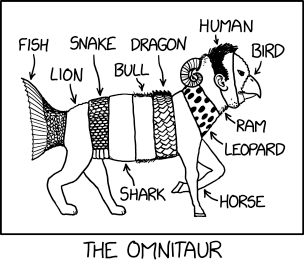 HUMAN
FISH
SNAKE
DRAGON
BIRD
LION
BULL
RAM
LEOPARD
SHARK
HORSE
THE OMNITAUR